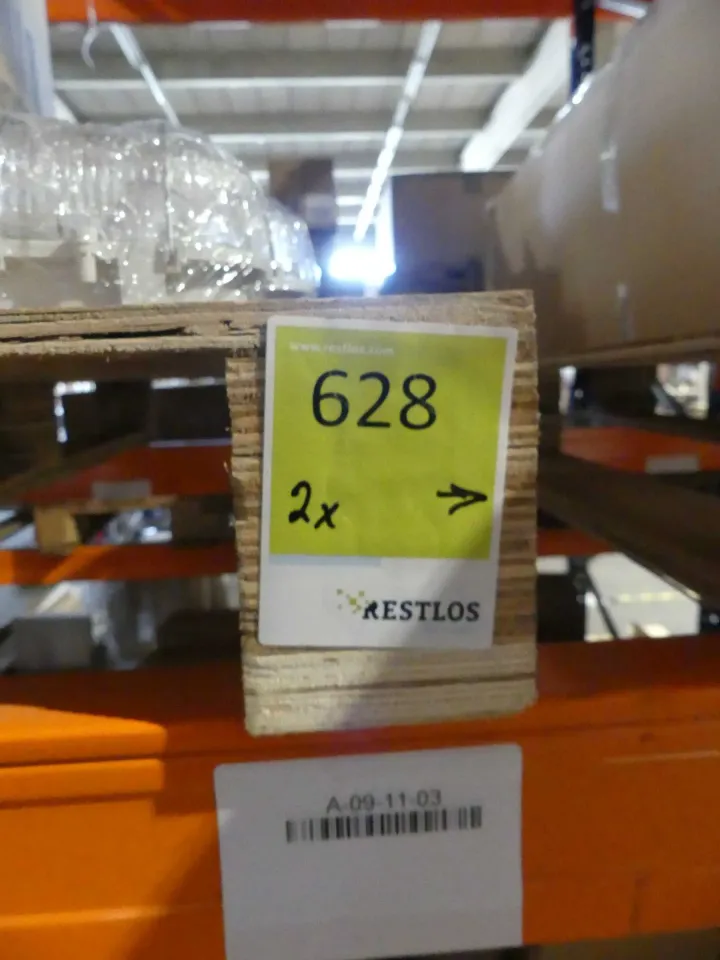 www.restlos.com
628
2x →
RESTLOS
A-09-11-03